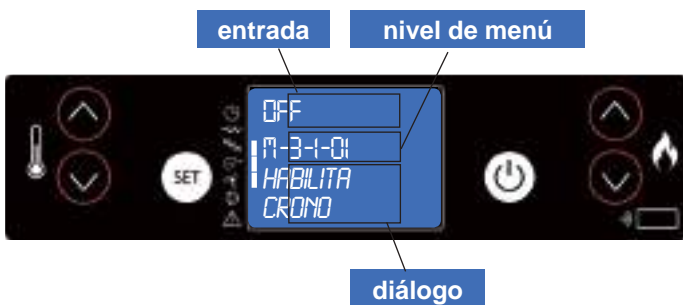 entrada
nivel de menú
OFF
M-3-1-01
SET
HABILITA
CRONO
diálogo